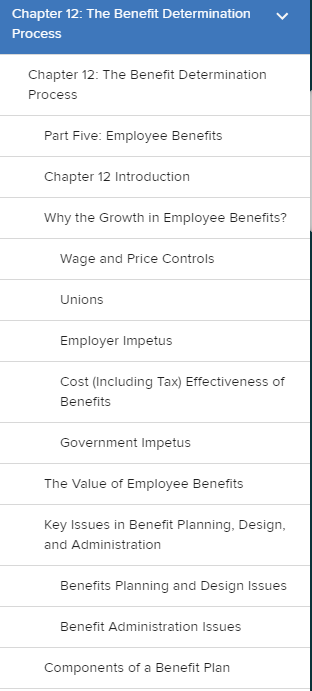 Chapter 12: The Benefit Determination
Process
Chapter 12: The Benefit Determination
Process
Part Five: Employee Benefits
Chapter 12 Introduction
Why the Growth in Employee Benefits?
Wage and Price Controls
Unions
Employer Impetus
Cost (Including Tax) Effectiveness of
Benefits
Government Impetus
The Value of Employee Benefits
Key Issues in Benefit Planning, Design,
and Administration
Benefits Planning and Design Issues
Benefit Administration Issues
Components of a Benefit Plan